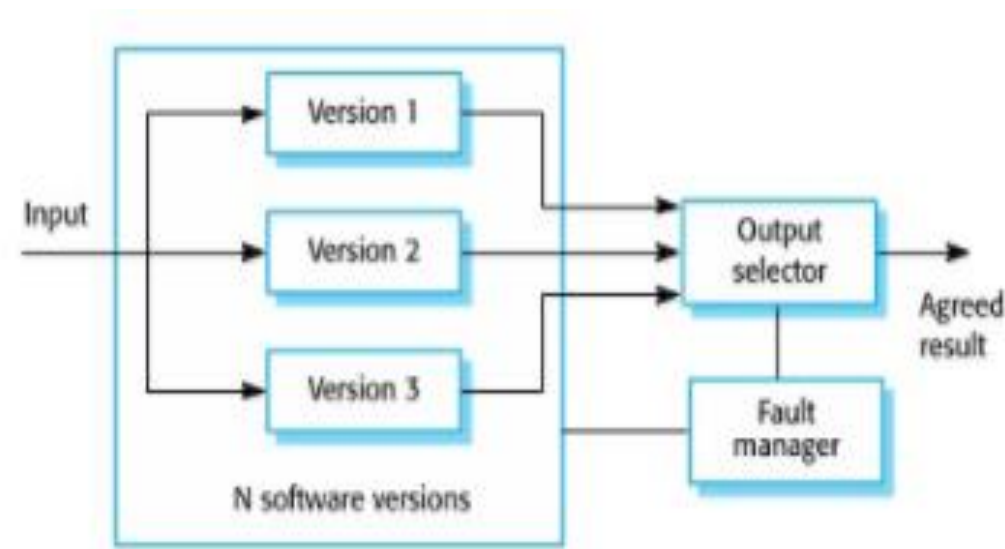 Version 1
Input
Version 2
Output
selector
Agreed
result
Version 3
Fault
manager
N software versions